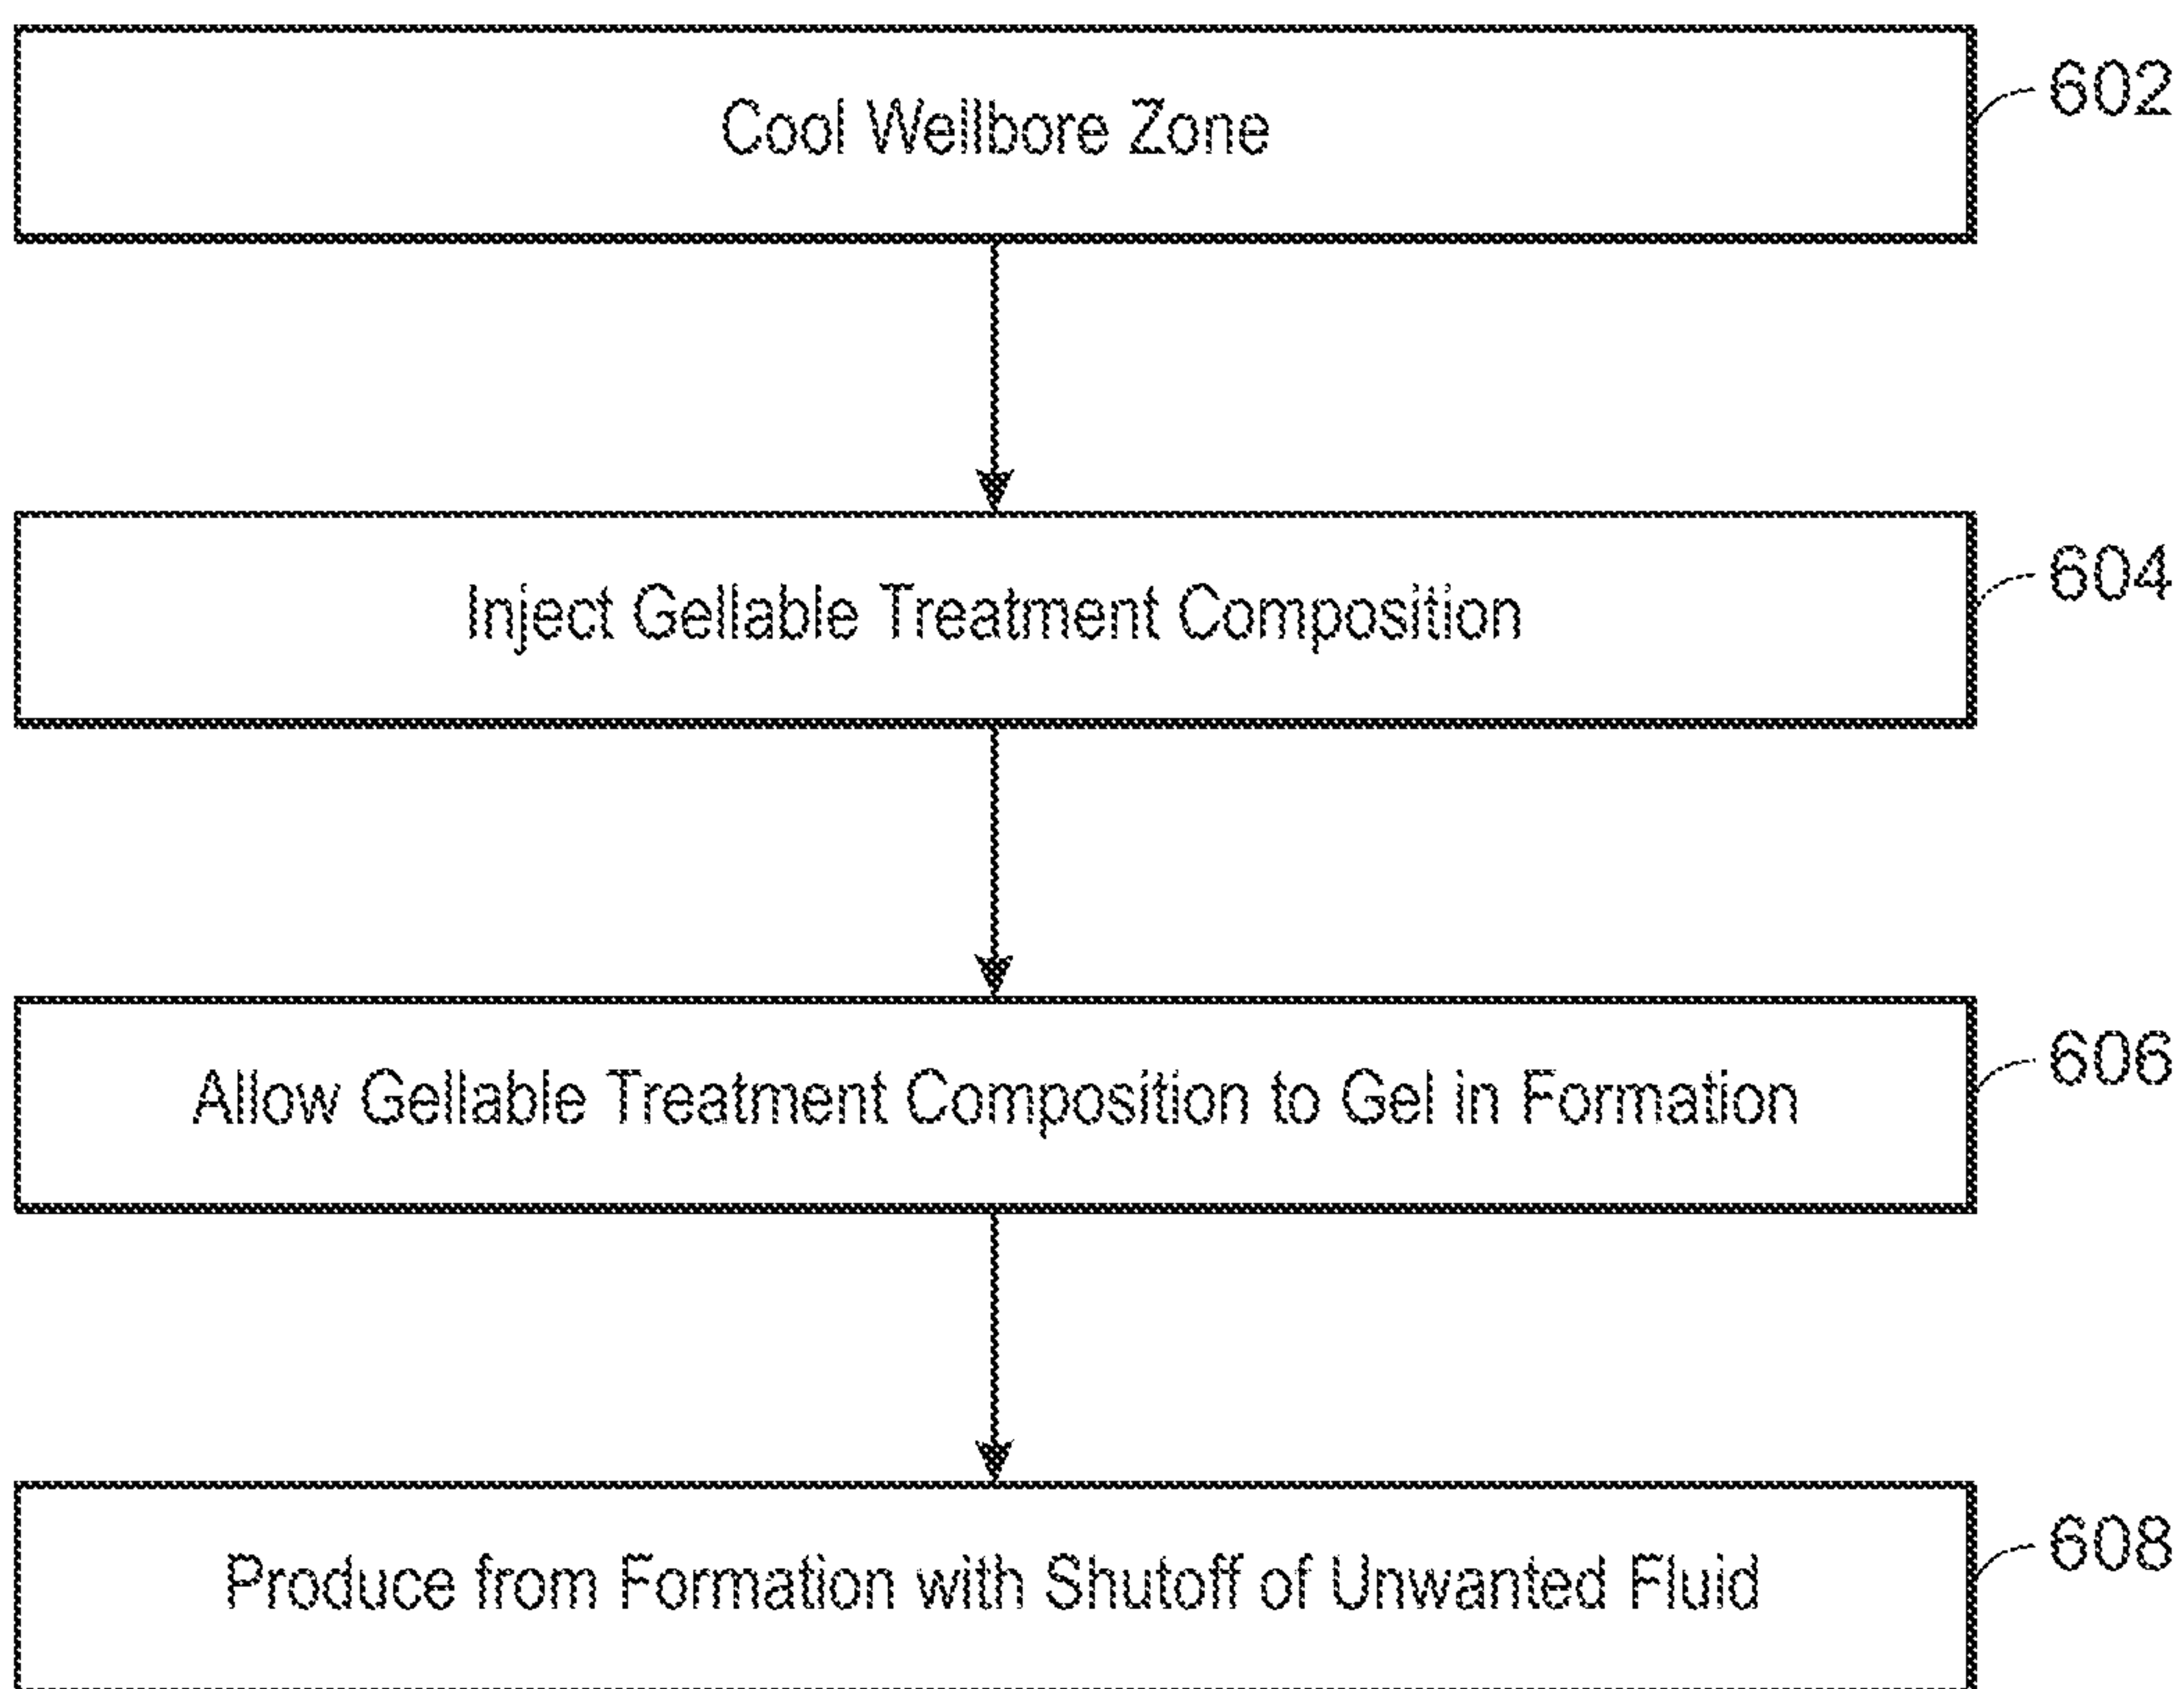 Cool Wellbore Zone
602
Inject Gellable Treatment Composition
604
Allow Gellable Treatment Composition to Gel in Formation
606
Produce from Formation with Shutoff of Unwanted Fluid
608